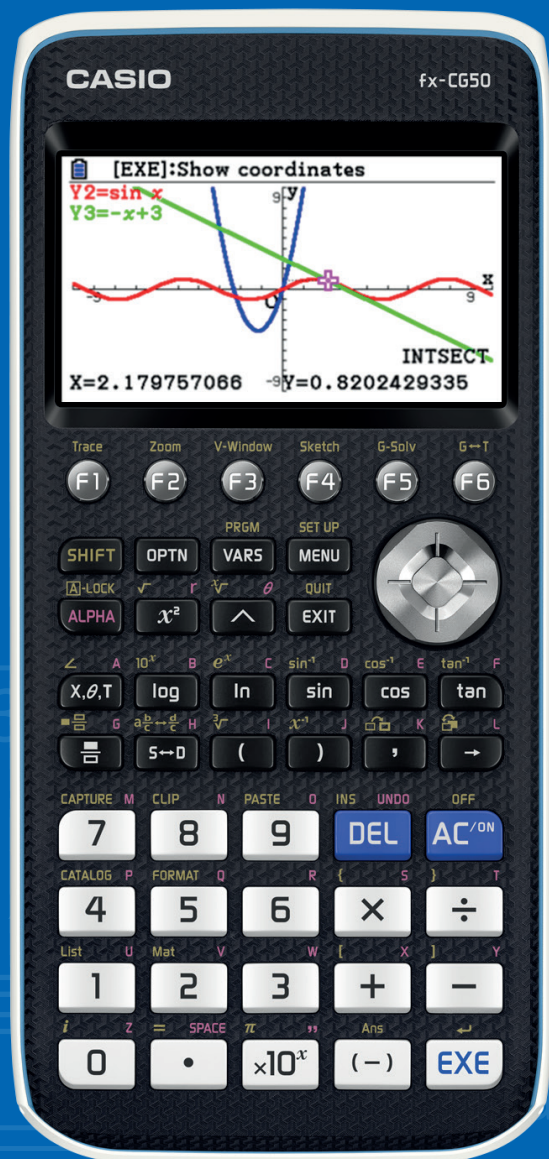 CASIO fx-CG50
[EXE]:Show coordinates
Y2=sin x 9 y
Y3=-x+3
-9 O 9 x
INTSECT
X=2.179757066 -9 Y=0.8202429335
Trace Zoom V-Window Sketch G-Solv G↔T
F1 F2 F3 F4 F5 F6
PRGM SET UP
SHIFT OPTN VARS MENU
A-LOCK √ r ˣ√ θ QUIT
ALPHA x² ^ EXIT
∠ A 10ˣ B eˣ C sin⁻¹ D cos⁻¹ E tan⁻¹ F
X,θ,T log ln sin cos tan
G a b/c↔d/c H ³√ I x⁻¹ J K L
S↔D ( ) , →
CAPTURE M CLIP N PASTE O INS UNDO OFF
7 8 9 DEL AC/ON
CATALOG P FORMAT Q R { S } T
4 5 6 × ÷
List U Mat V W [ X ] Y
1 2 3 + −
i Z = SPACE π " Ans ↵
0 • ×10ˣ (−) EXE